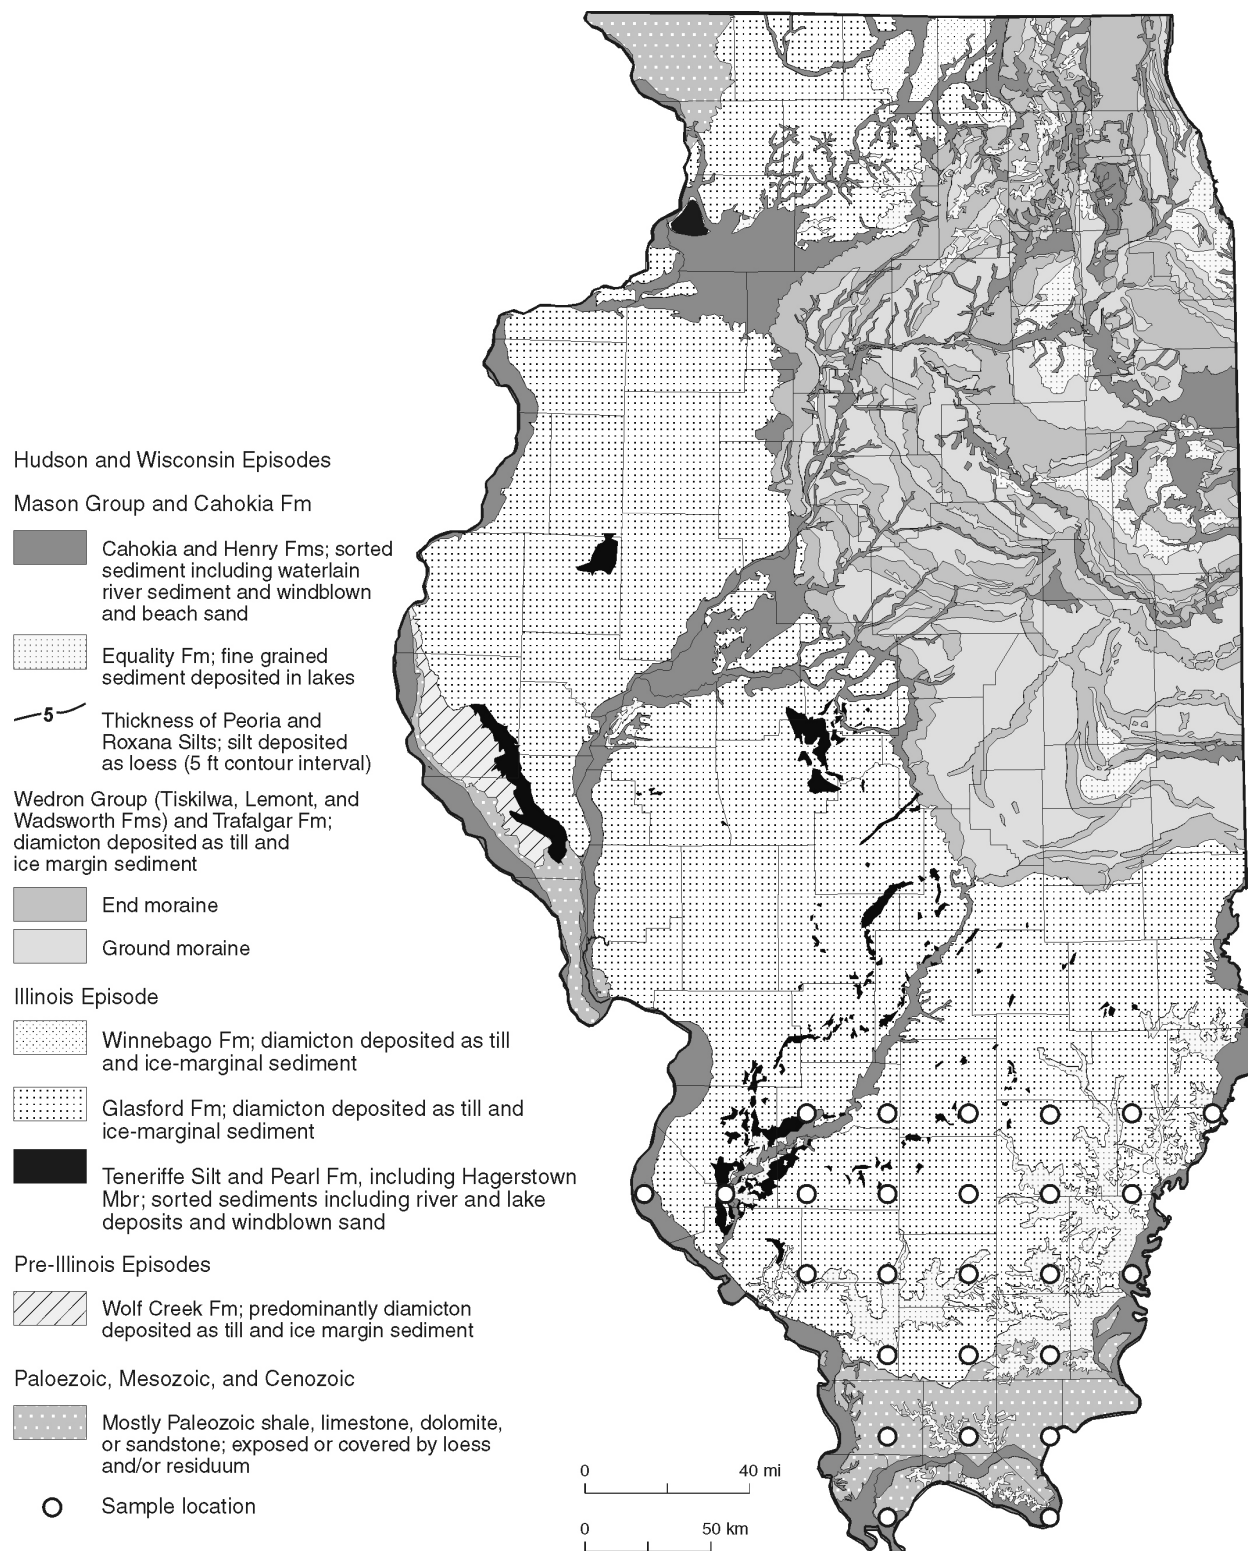 Hudson and Wisconsin Episodes
Mason Group and Cahokia Fm
Cahokia and Henry Fms; sorted
sediment including waterlain
river sediment and windblown
and beach sand
Equality Fm; fine grained
sediment deposited in lakes
5
Thickness of Peoria and
Roxana Silts; silt deposited
as loess (5 ft contour interval)
Wedron Group (Tiskilwa, Lemont, and
Wadsworth Fms) and Trafalgar Fm;
diamicton deposited as till and
ice margin sediment
End moraine
Ground moraine
Illinois Episode
Winnebago Fm; diamicton deposited as till
and ice-marginal sediment
Glasford Fm; diamicton deposited as till and
ice-marginal sediment
Teneriffe Silt and Pearl Fm, including Hagerstown
Mbr; sorted sediments including river and lake
deposits and windblown sand
Pre-Illinois Episodes
Wolf Creek Fm; predominantly diamicton
deposited as till and ice margin sediment
Paloezoic, Mesozoic, and Cenozoic
Mostly Paleozoic shale, limestone, dolomite,
or sandstone; exposed or covered by loess
and/or residuum
Sample location
0 40 mi
0 50 km